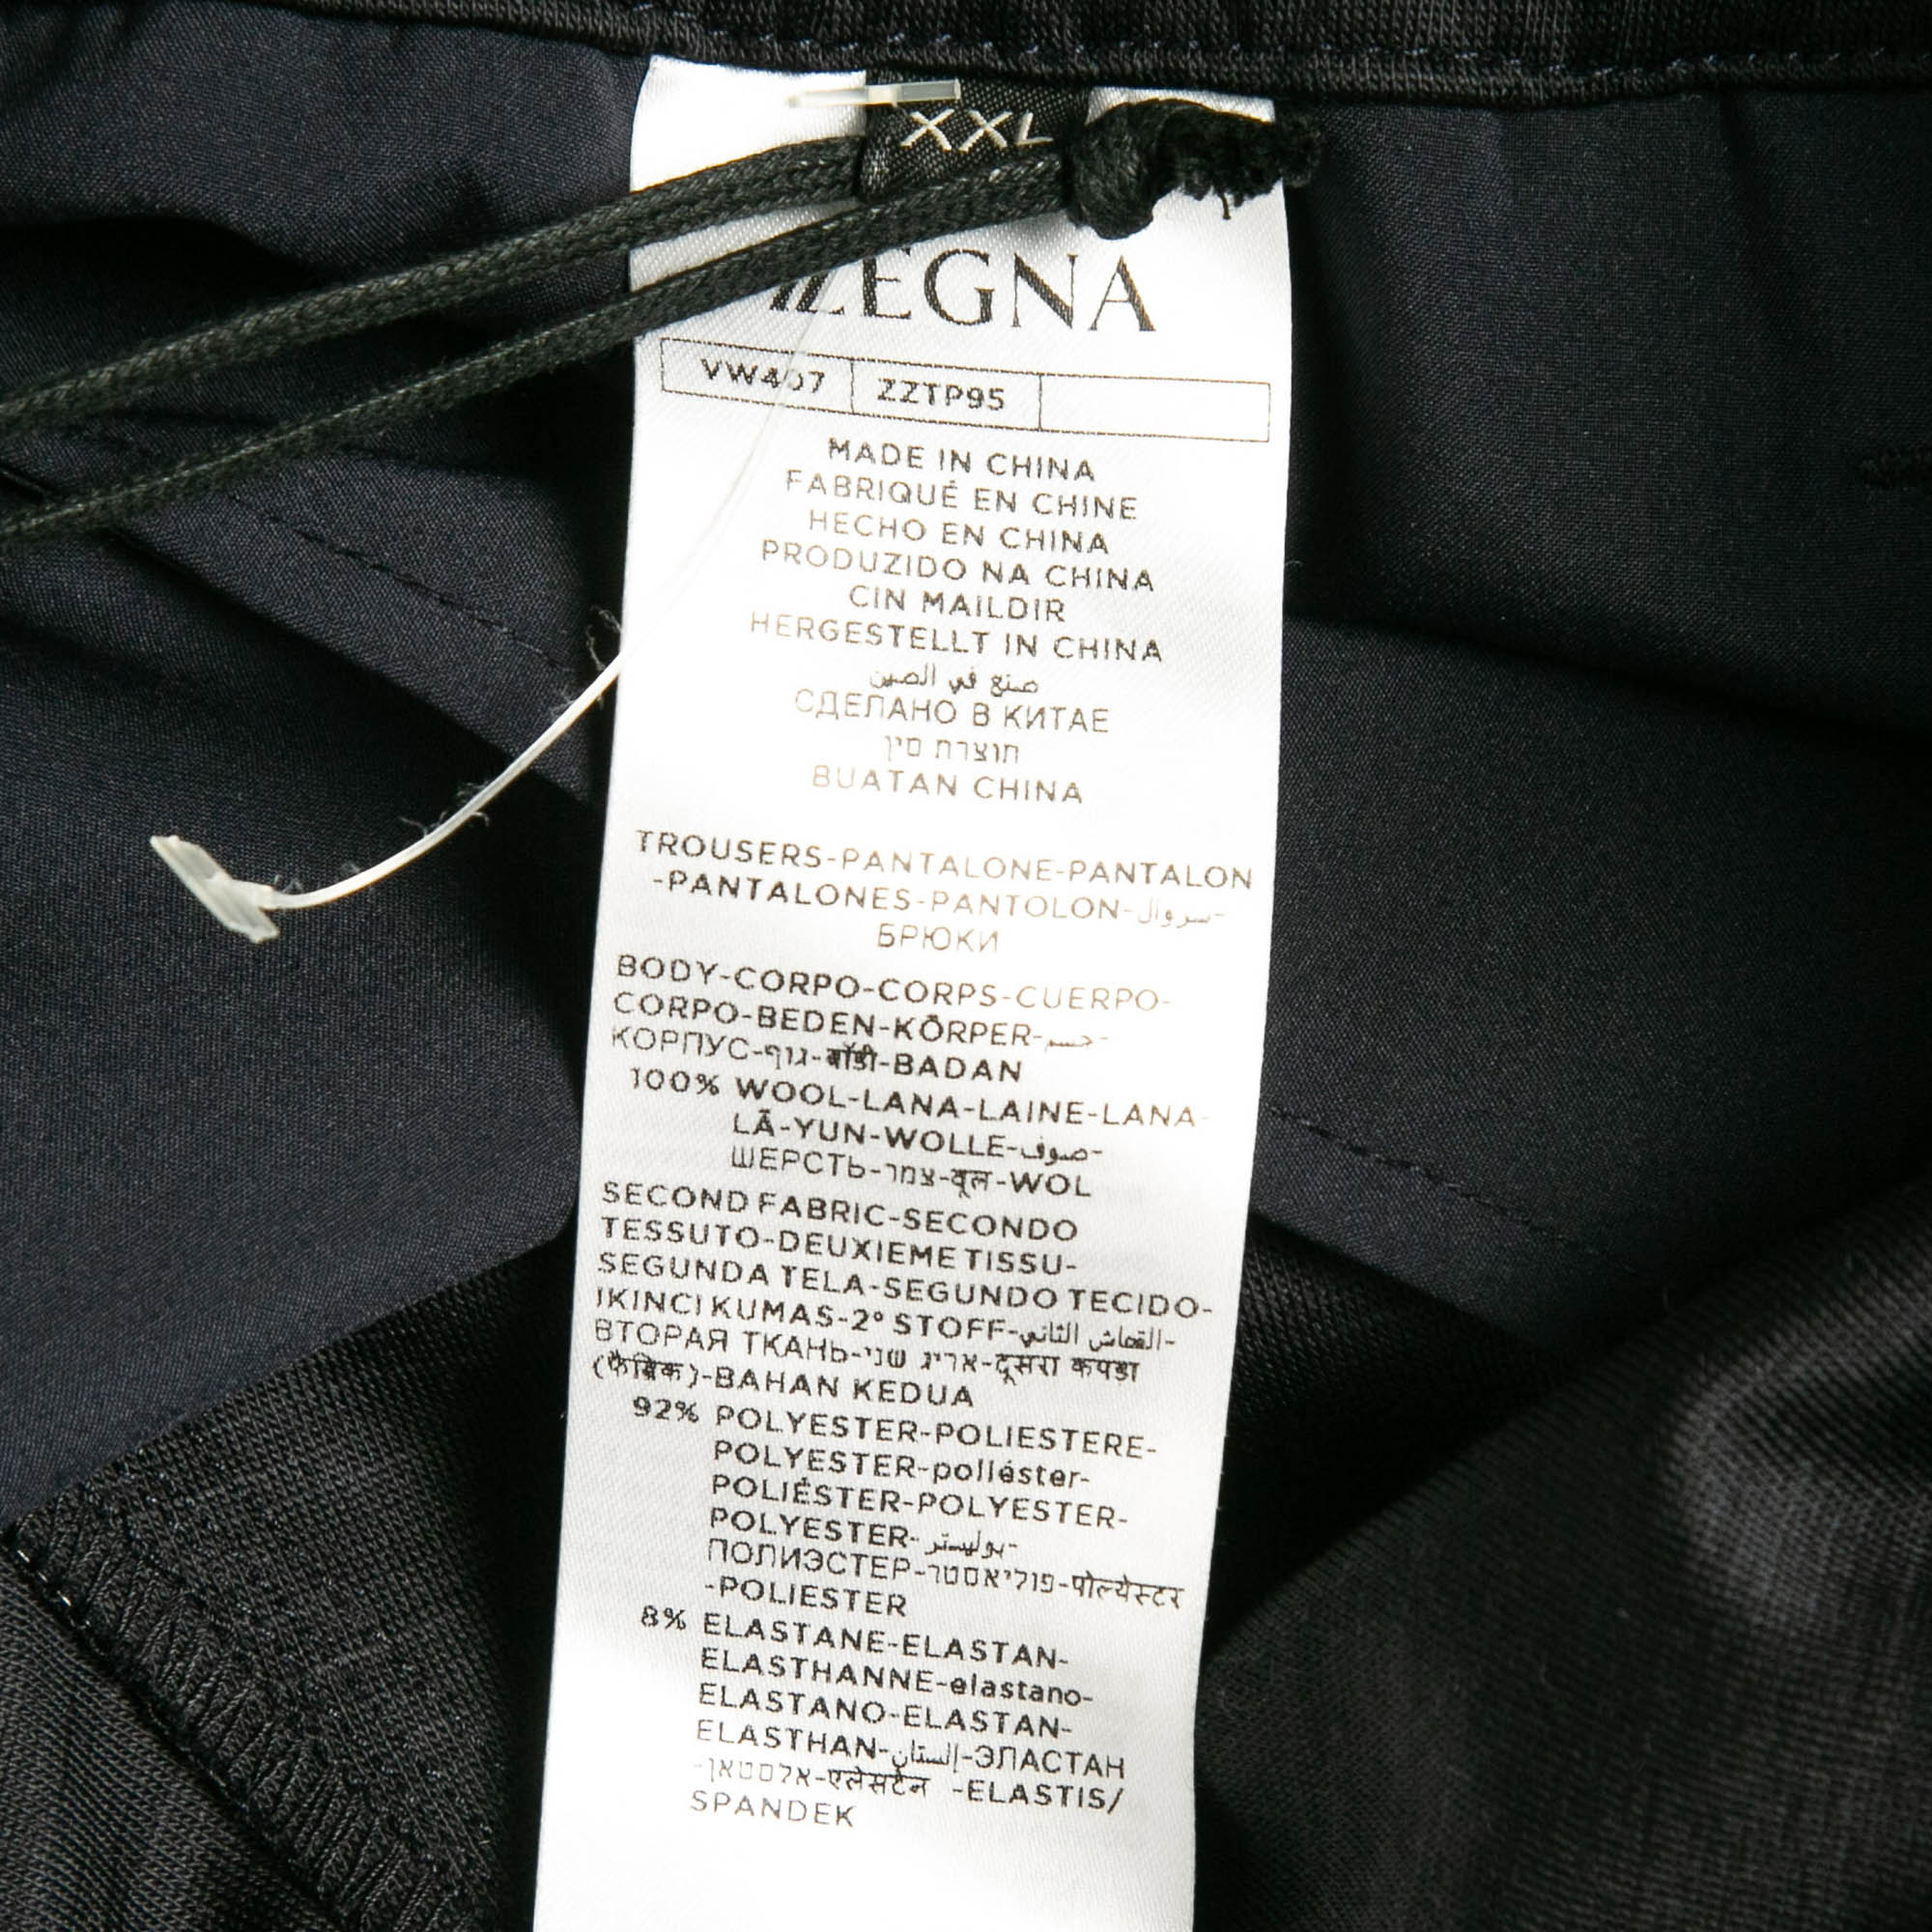 XXL
ZEGNA
VW407 ZZTP95
MADE IN CHINA
FABRIQUÉ EN CHINE
HECHO EN CHINA
PRODUZIDO NA CHINA
CIN MAILDIR
HERGESTELLT IN CHINA
صنع في الصين
СДЕЛАНО В КИТАЕ
תוצרת סין
BUATAN CHINA
TROUSERS-PANTALONE-PANTALON
-PANTALONES-PANTOLON-سروال-
БРЮКИ
BODY-CORPO-CORPS-CUERPO-
CORPO-BEDEN-KÖRPER-جسم-
КОРПУС-גוף-बॉडी-BADAN
100% WOOL-LANA-LAINE-LANA-
LÃ-YUN-WOLLE-صوف-
ШЕРСТЬ-צמר-वूल-WOL
SECOND FABRIC-SECONDO
TESSUTO-DEUXIEME TISSU-
SEGUNDA TELA-SEGUNDO TECIDO-
IKINCI KUMAS-2° STOFF-القماش الثاني-
ВТОРАЯ ТКАНЬ-אריג שני-दूसरा कपडा
(फैब्रिक)-BAHAN KEDUA
92% POLYESTER-POLIESTERE-
POLYESTER-poliéster-
POLIÉSTER-POLYESTER-
POLYESTER-بوليستر-
ПОЛИЭСТЕР-פוליאסטר-पोल्येस्टर
-POLIESTER
8% ELASTANE-ELASTAN-
ELASTHANNE-elastano-
ELASTANO-ELASTAN-
ELASTHAN-إلستان-ЭЛАСТАН
-אלסטאן-एलेसटेन -ELASTIS/
SPANDEK